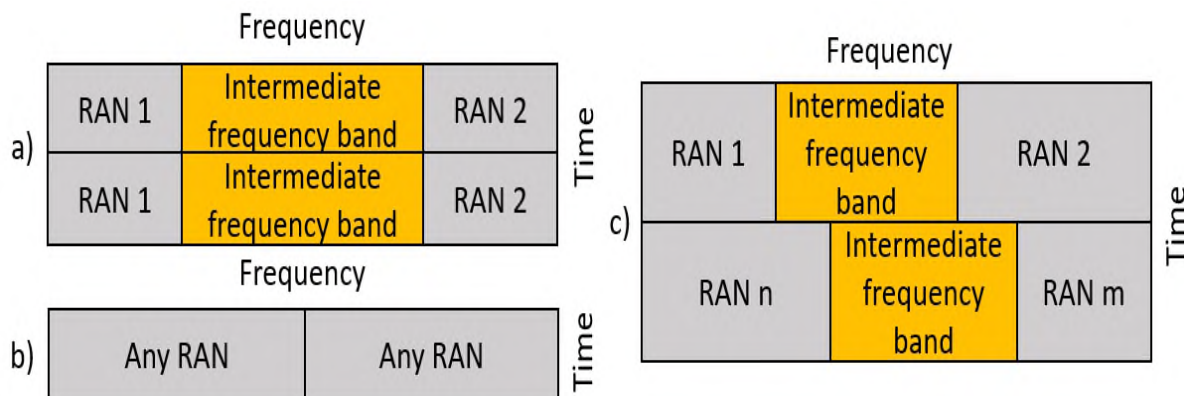 Frequency
a)
RAN 1
Intermediate
frequency band
RAN 2
RAN 1
Intermediate
frequency band
RAN 2
Time
Frequency
b)
Any RAN
Any RAN
Time
Frequency
c)
RAN 1
Intermediate
frequency
band
RAN 2
RAN n
Intermediate
frequency
band
RAN m
Time